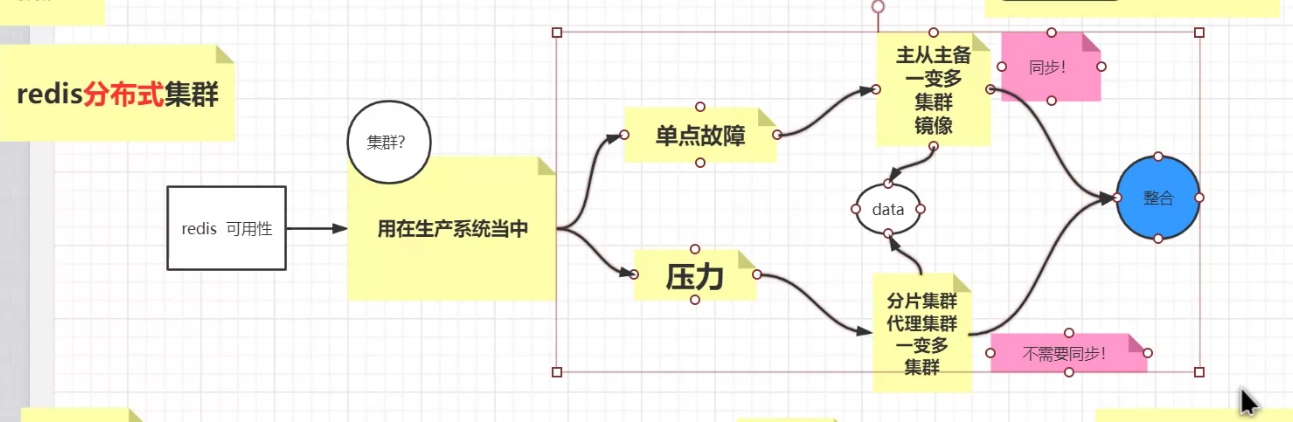 redis分布式集群
集群？
redis 可用性
用在生产系统当中
单点故障
压力
主从主备
一变多
集群
镜像
同步！
data
整合
分片集群
代理集群
一变多
集群
不需要同步！